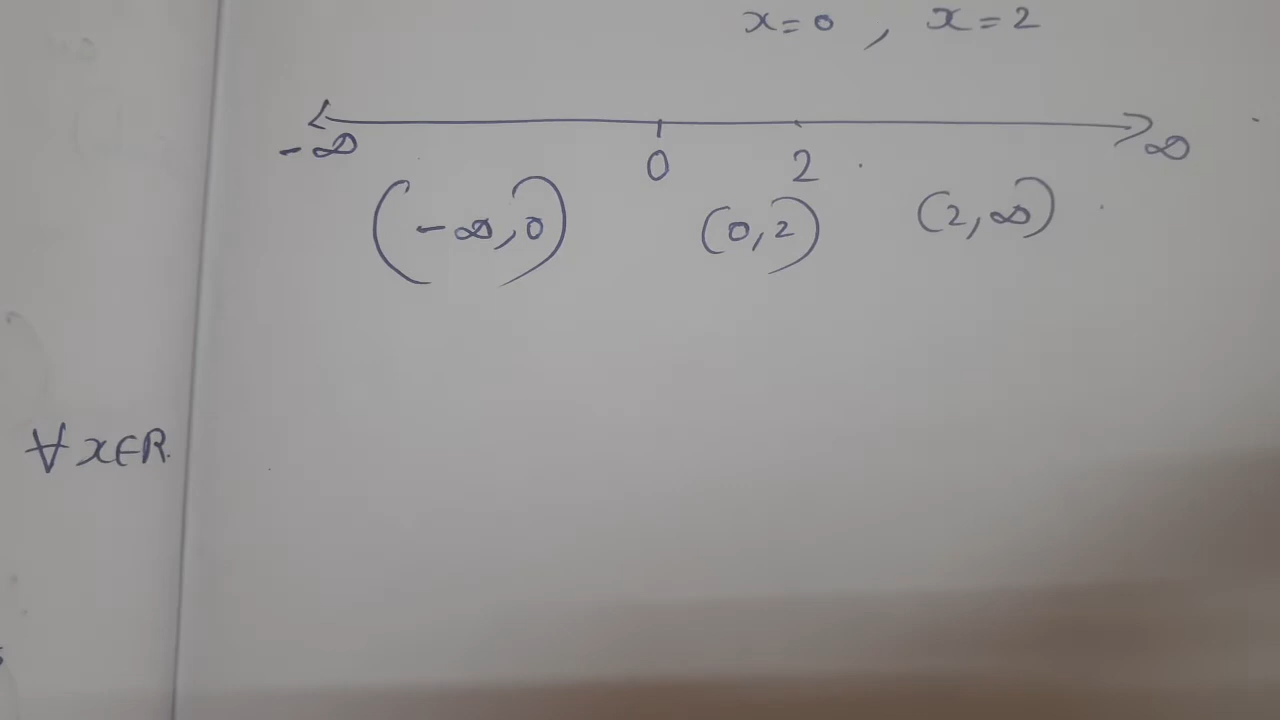 x=0 , x=2
-∞ 0 2 ∞
(-∞,0) (0,2) (2,∞)
∀ x∈R.